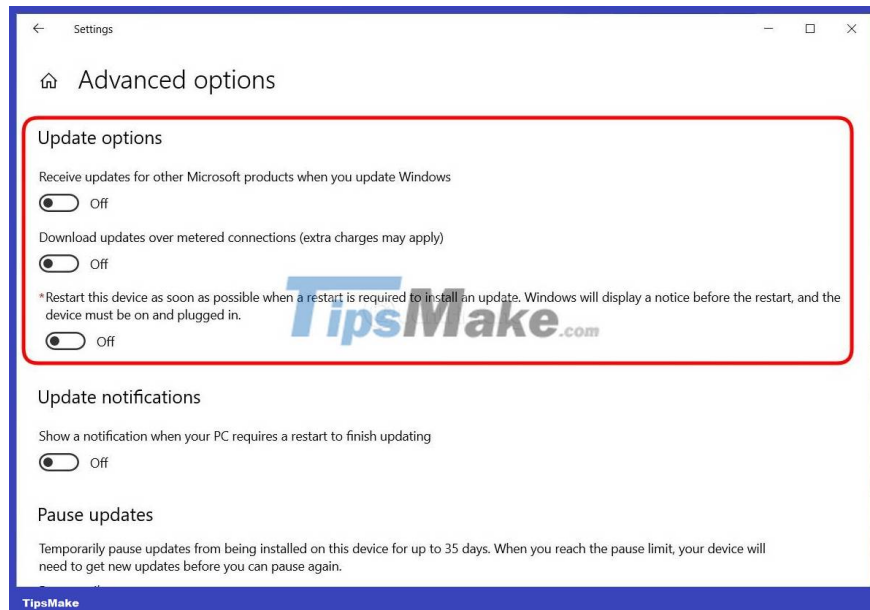 Settings
Advanced options
Update options
Receive updates for other Microsoft products when you update Windows
Off
Download updates over metered connections (extra charges may apply)
Off
*Restart this device as soon as possible when a restart is required to install an update. Windows will display a notice before the restart, and the
device must be on and plugged in.
TipsMake.com
Off
Update notifications
Show a notification when your PC requires a restart to finish updating
Off
Pause updates
Temporarily pause updates from being installed on this device for up to 35 days. When you reach the pause limit, your device will
need to get new updates before you can pause again.
TipsMake